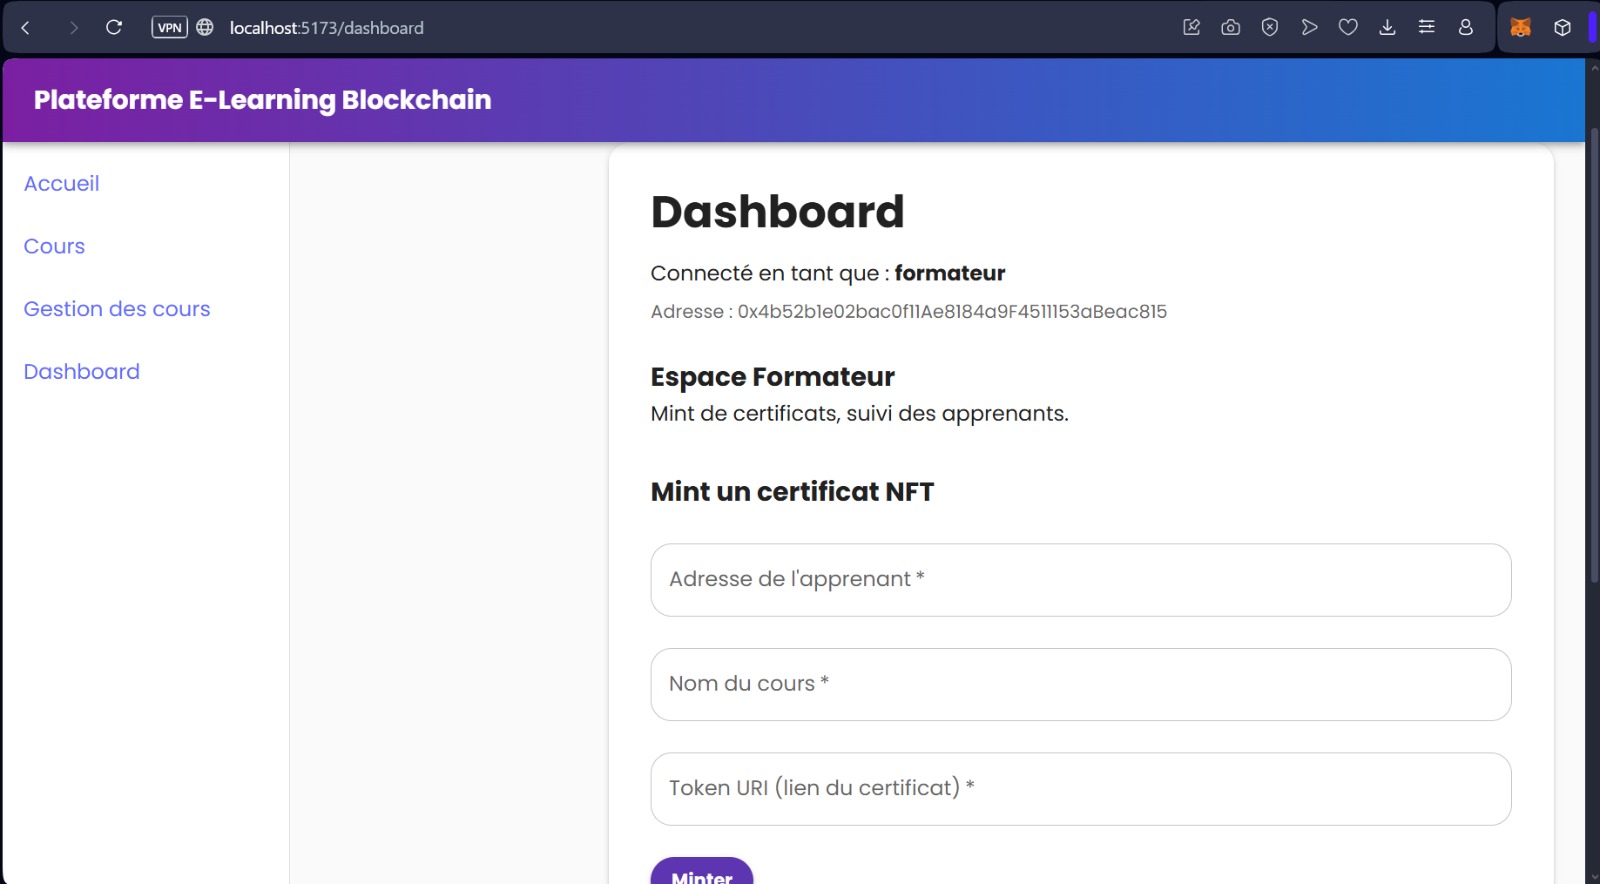 VPN localhost:5173/dashboard
Plateforme E-Learning Blockchain
Accueil
Cours
Gestion des cours
Dashboard
Dashboard
Connecté en tant que : formateur
Adresse : 0x4b52b1e02bac0f11Ae8184a9F4511153aBeac815
Espace Formateur
Mint de certificats, suivi des apprenants.
Mint un certificat NFT
Adresse de l'apprenant *
Nom du cours *
Token URI (lien du certificat) *
Minter